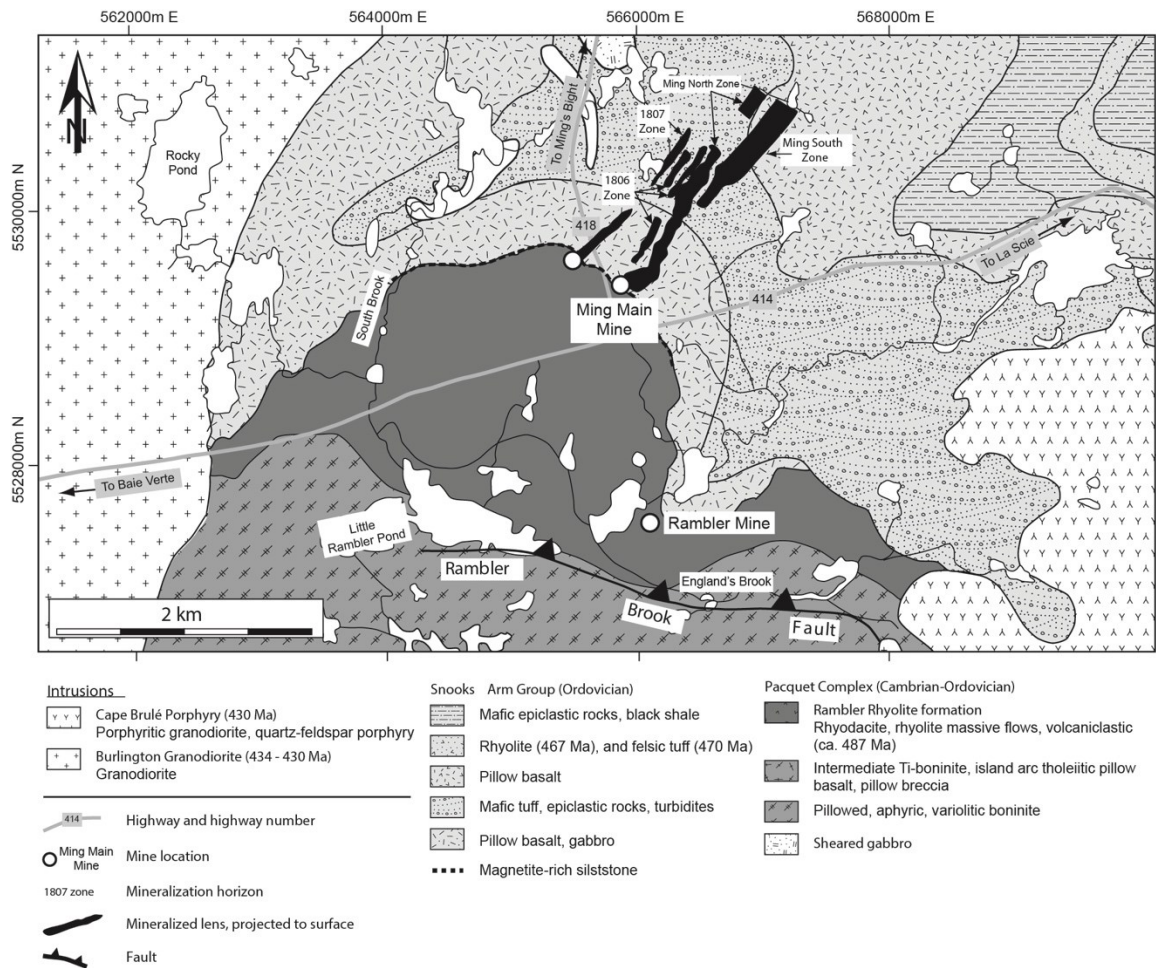 562000m E
564000m E
566000m E
568000m E
5530000m N
5528000m N
N
Rocky
Pond
To Ming's Bight
418
Ming North Zone
1807
Zone
Ming South
Zone
1806
Zone
To La Scie
414
South Brook
Ming Main
Mine
To Baie Verte
Little
Rambler Pond
Rambler Mine
Rambler
England's Brook
Brook
Fault
2 km
Intrusions
Cape Brulé Porphyry (430 Ma)
Porphyritic granodiorite, quartz-feldspar porphyry
Burlington Granodiorite (434 - 430 Ma)
Granodiorite
414
Highway and highway number
Ming Main
Mine
Mine location
1807 zone
Mineralization horizon
Mineralized lens, projected to surface
Fault
Snooks Arm Group (Ordovician)
Mafic epiclastic rocks, black shale
Rhyolite (467 Ma), and felsic tuff (470 Ma)
Pillow basalt
Mafic tuff, epiclastic rocks, turbidites
Pillow basalt, gabbro
Magnetite-rich silststone
Pacquet Complex (Cambrian-Ordovician)
Rambler Rhyolite formation
Rhyodacite, rhyolite massive flows, volcaniclastic
(ca. 487 Ma)
Intermediate Ti-boninite, island arc tholeiitic pillow
basalt, pillow breccia
Pillowed, aphyric, variolitic boninite
Sheared gabbro